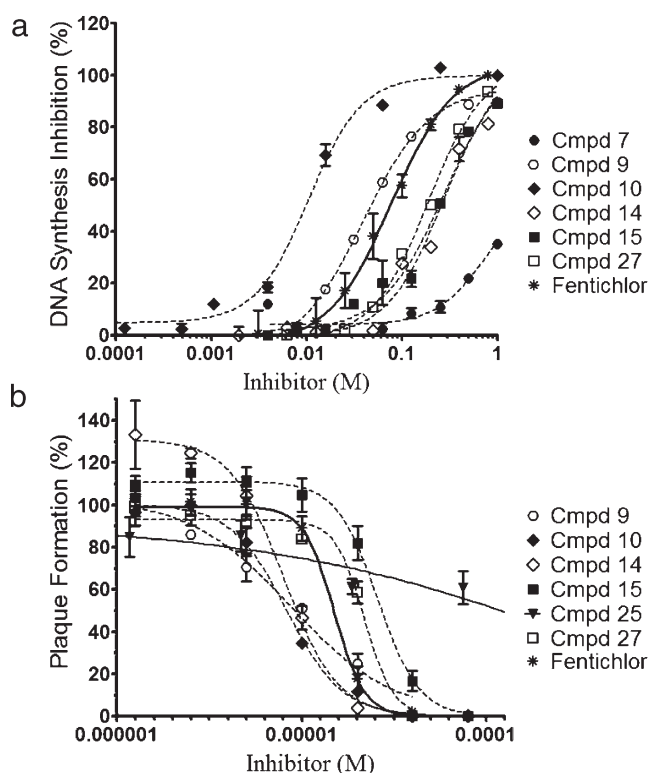 a
DNA Synthesis Inhibition (%)
120
100
80
60
40
20
0
0.0001
0.001
0.01
0.1
1
Inhibitor (M)
Cmpd 7
Cmpd 9
Cmpd 10
Cmpd 14
Cmpd 15
Cmpd 27
Fentichlor
b
Plaque Formation (%)
140
120
100
80
60
40
20
0
0.000001
0.00001
0.0001
Inhibitor (M)
Cmpd 9
Cmpd 10
Cmpd 14
Cmpd 15
Cmpd 25
Cmpd 27
Fentichlor